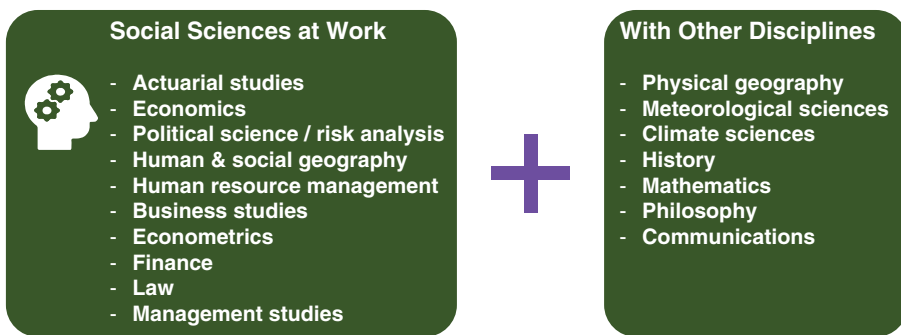 Social Sciences at Work
- Actuarial studies
- Economics
- Political science / risk analysis
- Human & social geography
- Human resource management
- Business studies
- Econometrics
- Finance
- Law
- Management studies
With Other Disciplines
- Physical geography
- Meteorological sciences
- Climate sciences
- History
- Mathematics
- Philosophy
- Communications